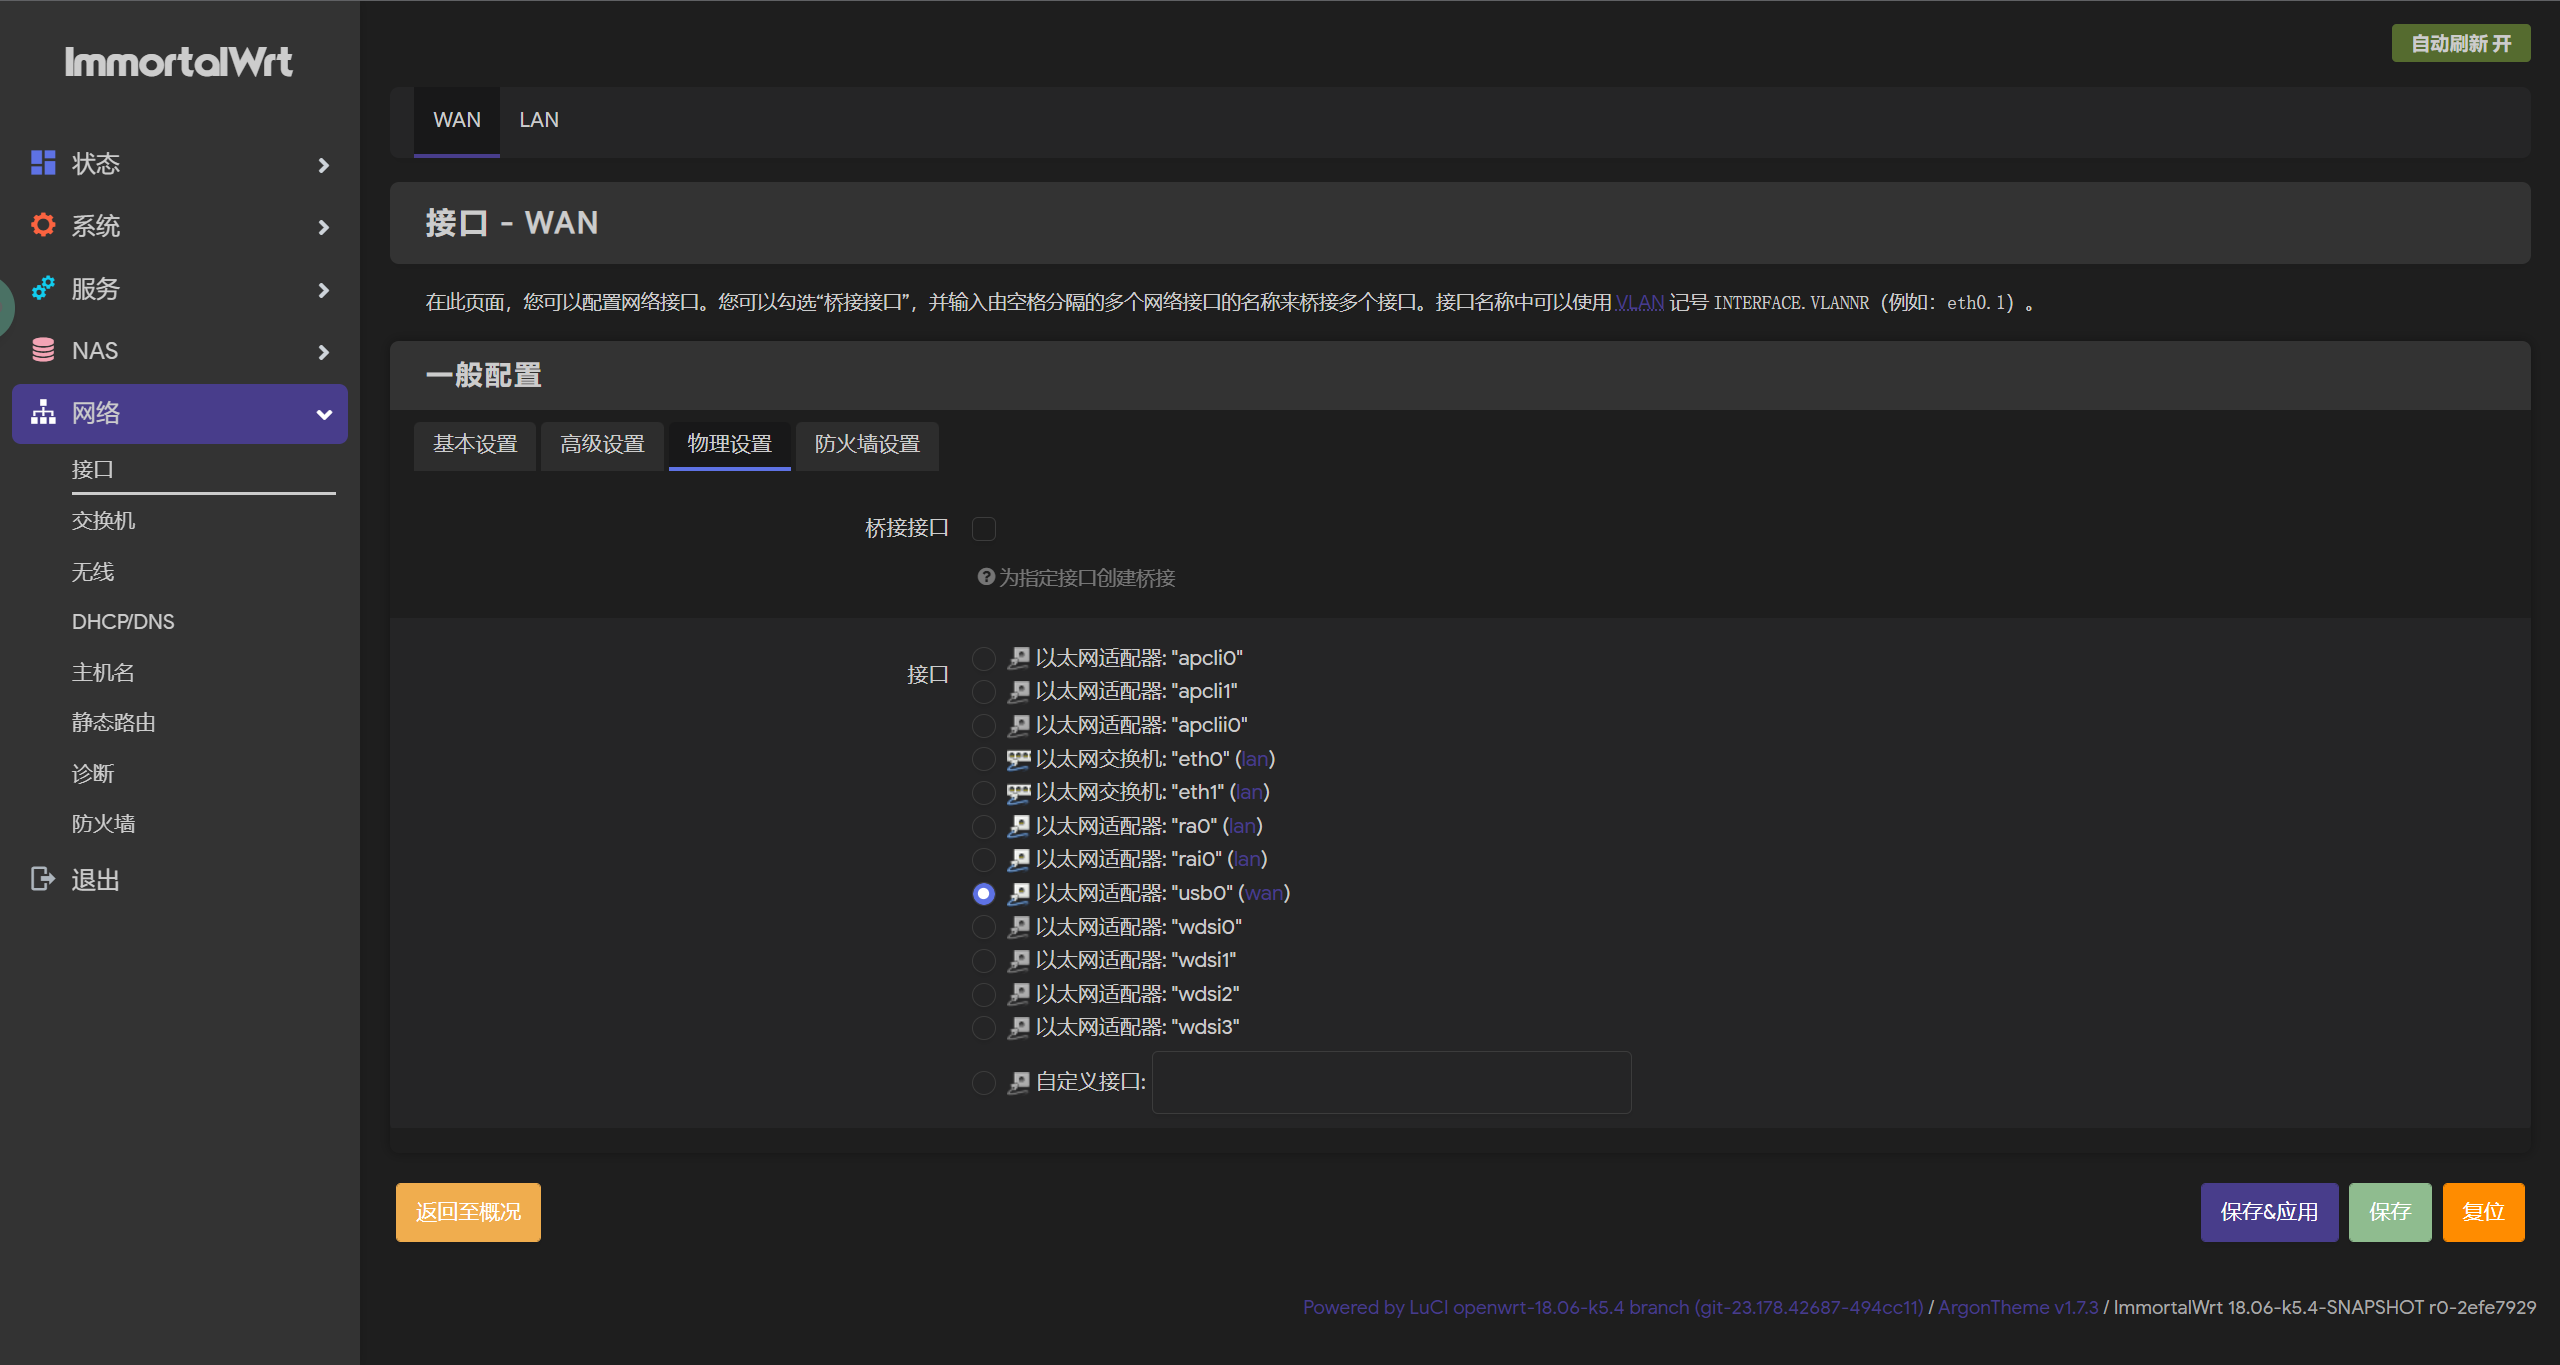 ImmortalWrt
自动刷新 开
状态
系统
服务
NAS
网络
接口
交换机
无线
DHCP/DNS
主机名
静态路由
诊断
防火墙
退出
WAN LAN
接口 - WAN
在此页面，您可以配置网络接口。您可以勾选“桥接接口”，并输入由空格分隔的多个网络接口的名称来桥接多个接口。接口名称中可以使用 VLAN 记号 INTERFACE.VLANNR（例如：eth0.1）。
一般配置
基本设置 高级设置 物理设置 防火墙设置
桥接接口
为指定接口创建桥接
接口
以太网适配器: "apcli0"
以太网适配器: "apcli1"
以太网适配器: "apclii0"
以太网交换机: "eth0" (lan)
以太网交换机: "eth1" (lan)
以太网适配器: "ra0" (lan)
以太网适配器: "rai0" (lan)
以太网适配器: "usb0" (wan)
以太网适配器: "wdsi0"
以太网适配器: "wdsi1"
以太网适配器: "wdsi2"
以太网适配器: "wdsi3"
自定义接口:
返回至概况 保存&应用 保存 复位
Powered by LuCI openwrt-18.06-k5.4 branch (git-23.178.42687-494cc11) / ArgonTheme v1.7.3 / ImmortalWrt 18.06-k5.4-SNAPSHOT r0-2efe7929